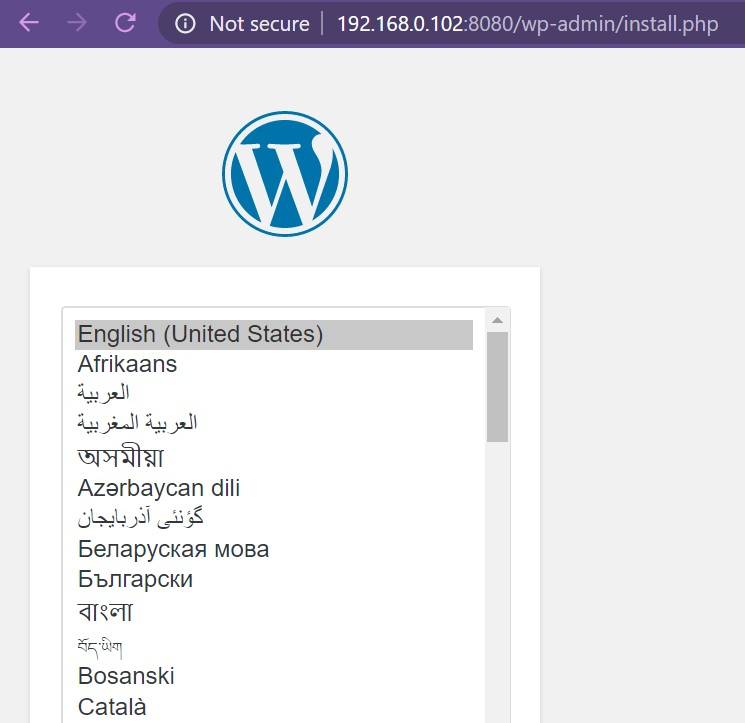 Not secure | 192.168.0.102:8080/wp-admin/install.php
W
English (United States)
Afrikaans
العربية
العربية المغربية
অসমীয়া
Azərbaycan dili
گؤنئی آذربایجان
Беларуская мова
Български
বাংলা
བོད་ཡིག
Bosanski
Català